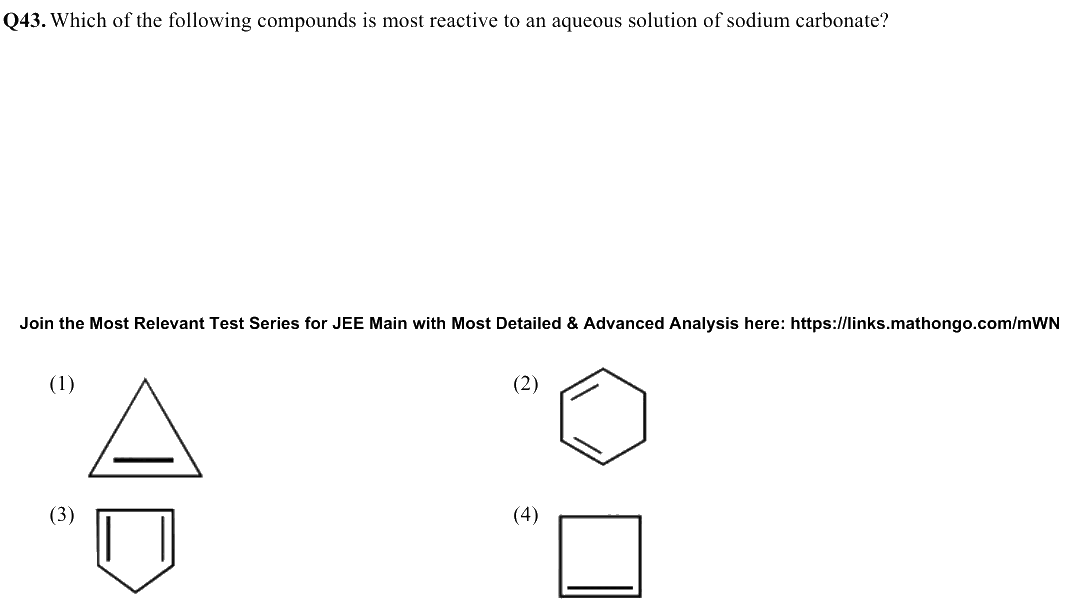 Q43. Which of the following compounds is most reactive to an aqueous solution of sodium carbonate?
Join the Most Relevant Test Series for JEE Main with Most Detailed & Advanced Analysis here: https://links.mathongo.com/mWN
(1)
(2)
(3)
(4)